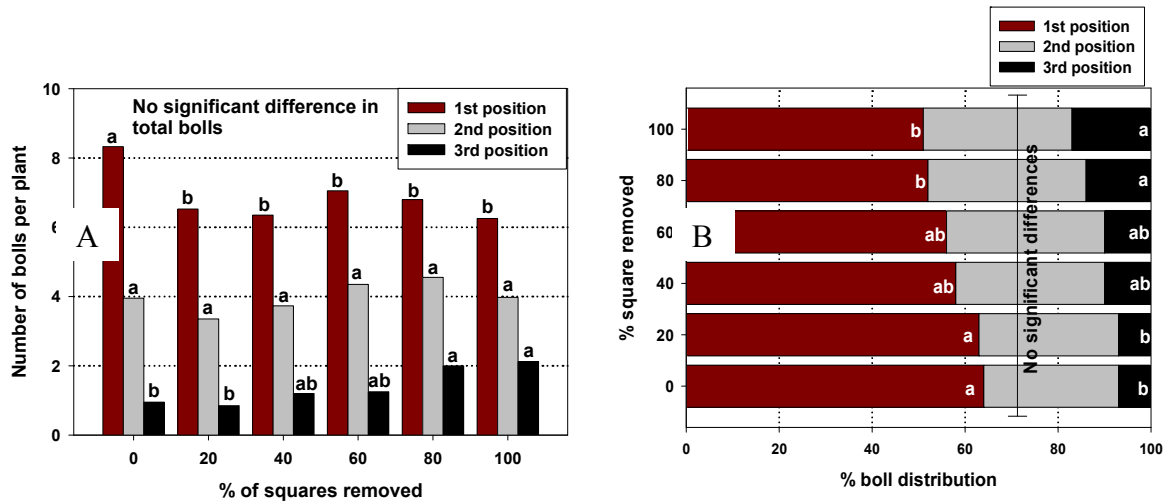 1st position
2nd position
3rd position
10
8
6
4
2
0
Number of bolls per plant
No significant difference in
total bolls
1st position
2nd position
3rd position
A
a
a
b
b
a
b
b
a
ab
b
a
ab
b
a
a
b
a
a
0
20
40
60
80
100
% of squares removed
100
80
60
40
20
0
% square removed
B
b
a
b
a
ab
ab
ab
ab
a
b
a
b
No significant differences
0
20
40
60
80
100
% boll distribution